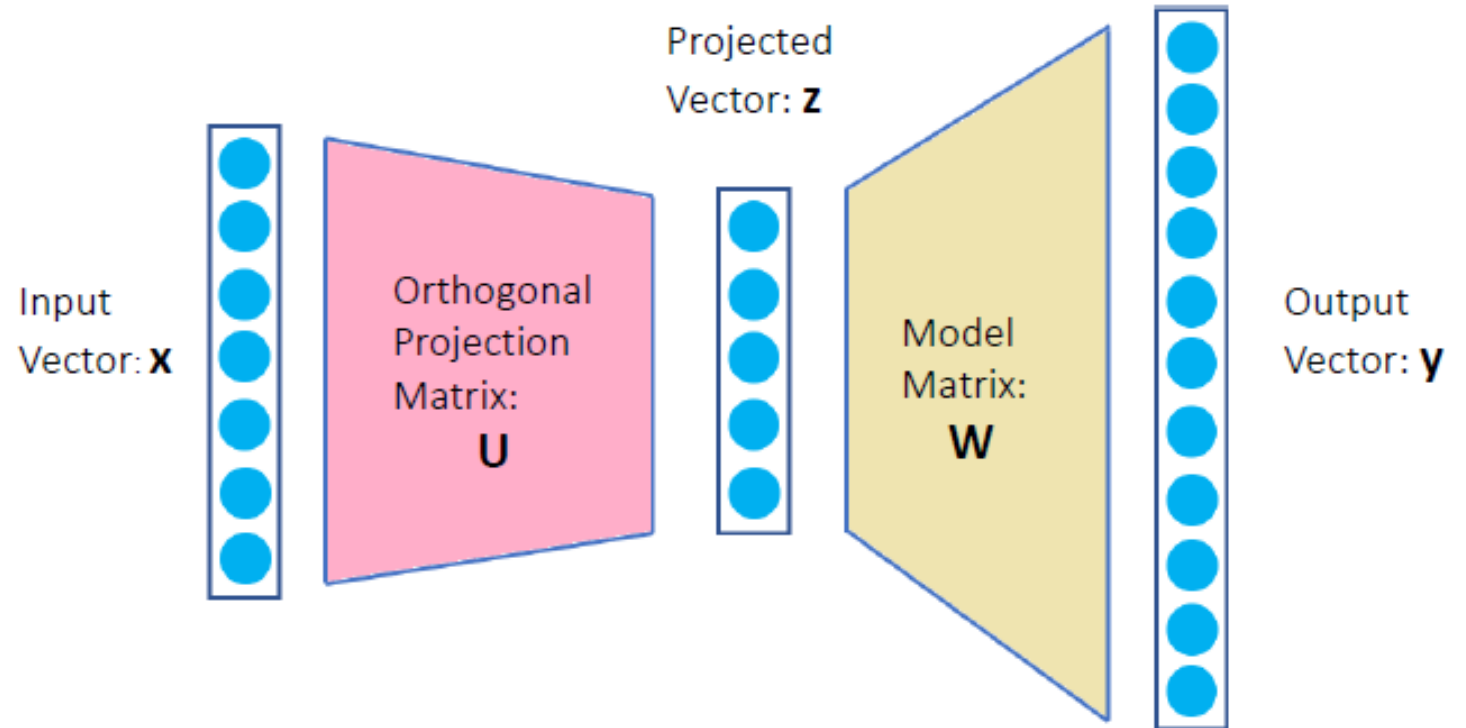 Input
Vector: x
Orthogonal
Projection
Matrix:
U
Projected
Vector: z
Model
Matrix:
W
Output
Vector: y